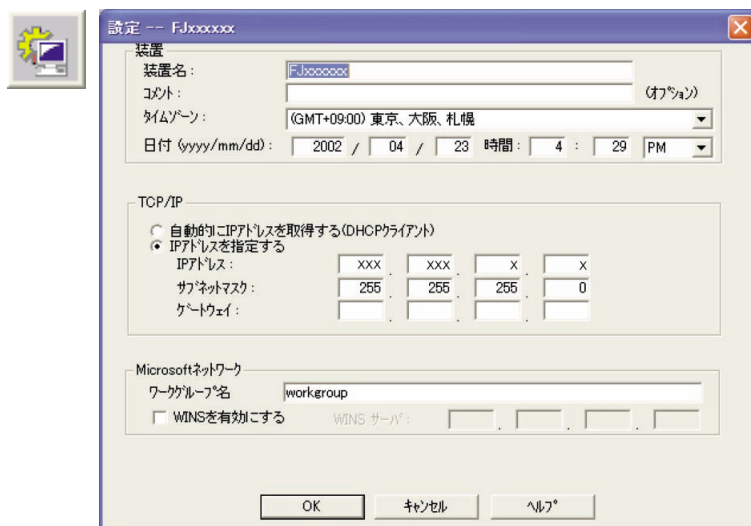 設定 -- FJxxxxxx
装置
装置名: FJxxxxxx
コメント: (オプション)
タイムゾーン: (GMT+09:00) 東京、大阪、札幌
日付 (yyyy/mm/dd): 2002 / 04 / 23 時間: 4 : 29 PM
TCP/IP
自動的にIPアドレスを取得する(DHCPクライアント)
IPアドレスを指定する
IPアドレス: xxx . xxx . x . x
サブネットマスク: 255 . 255 . 255 . 0
ゲートウェイ: . . .
Microsoftネットワーク
ワークグループ名 workgroup
WINSを有効にする WINS サーバ: . . .
OK キャンセル ヘルプ